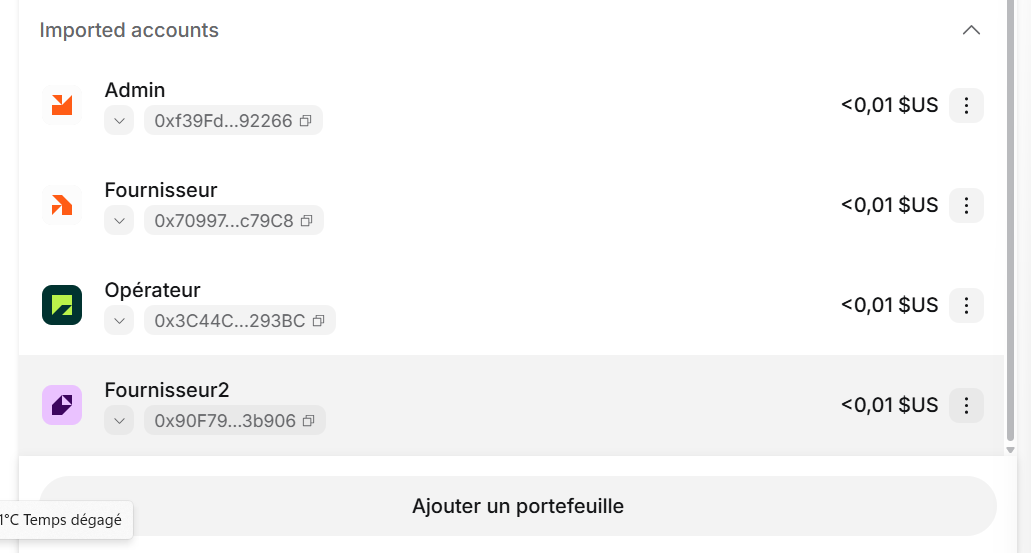 Imported accounts
Admin
0xf39Fd...92266
<0,01 $US
Fournisseur
0x70997...c79C8
<0,01 $US
Opérateur
0x3C44C...293BC
<0,01 $US
Fournisseur2
0x90F79...3b906
<0,01 $US
Ajouter un portefeuille
1°C Temps dégagé